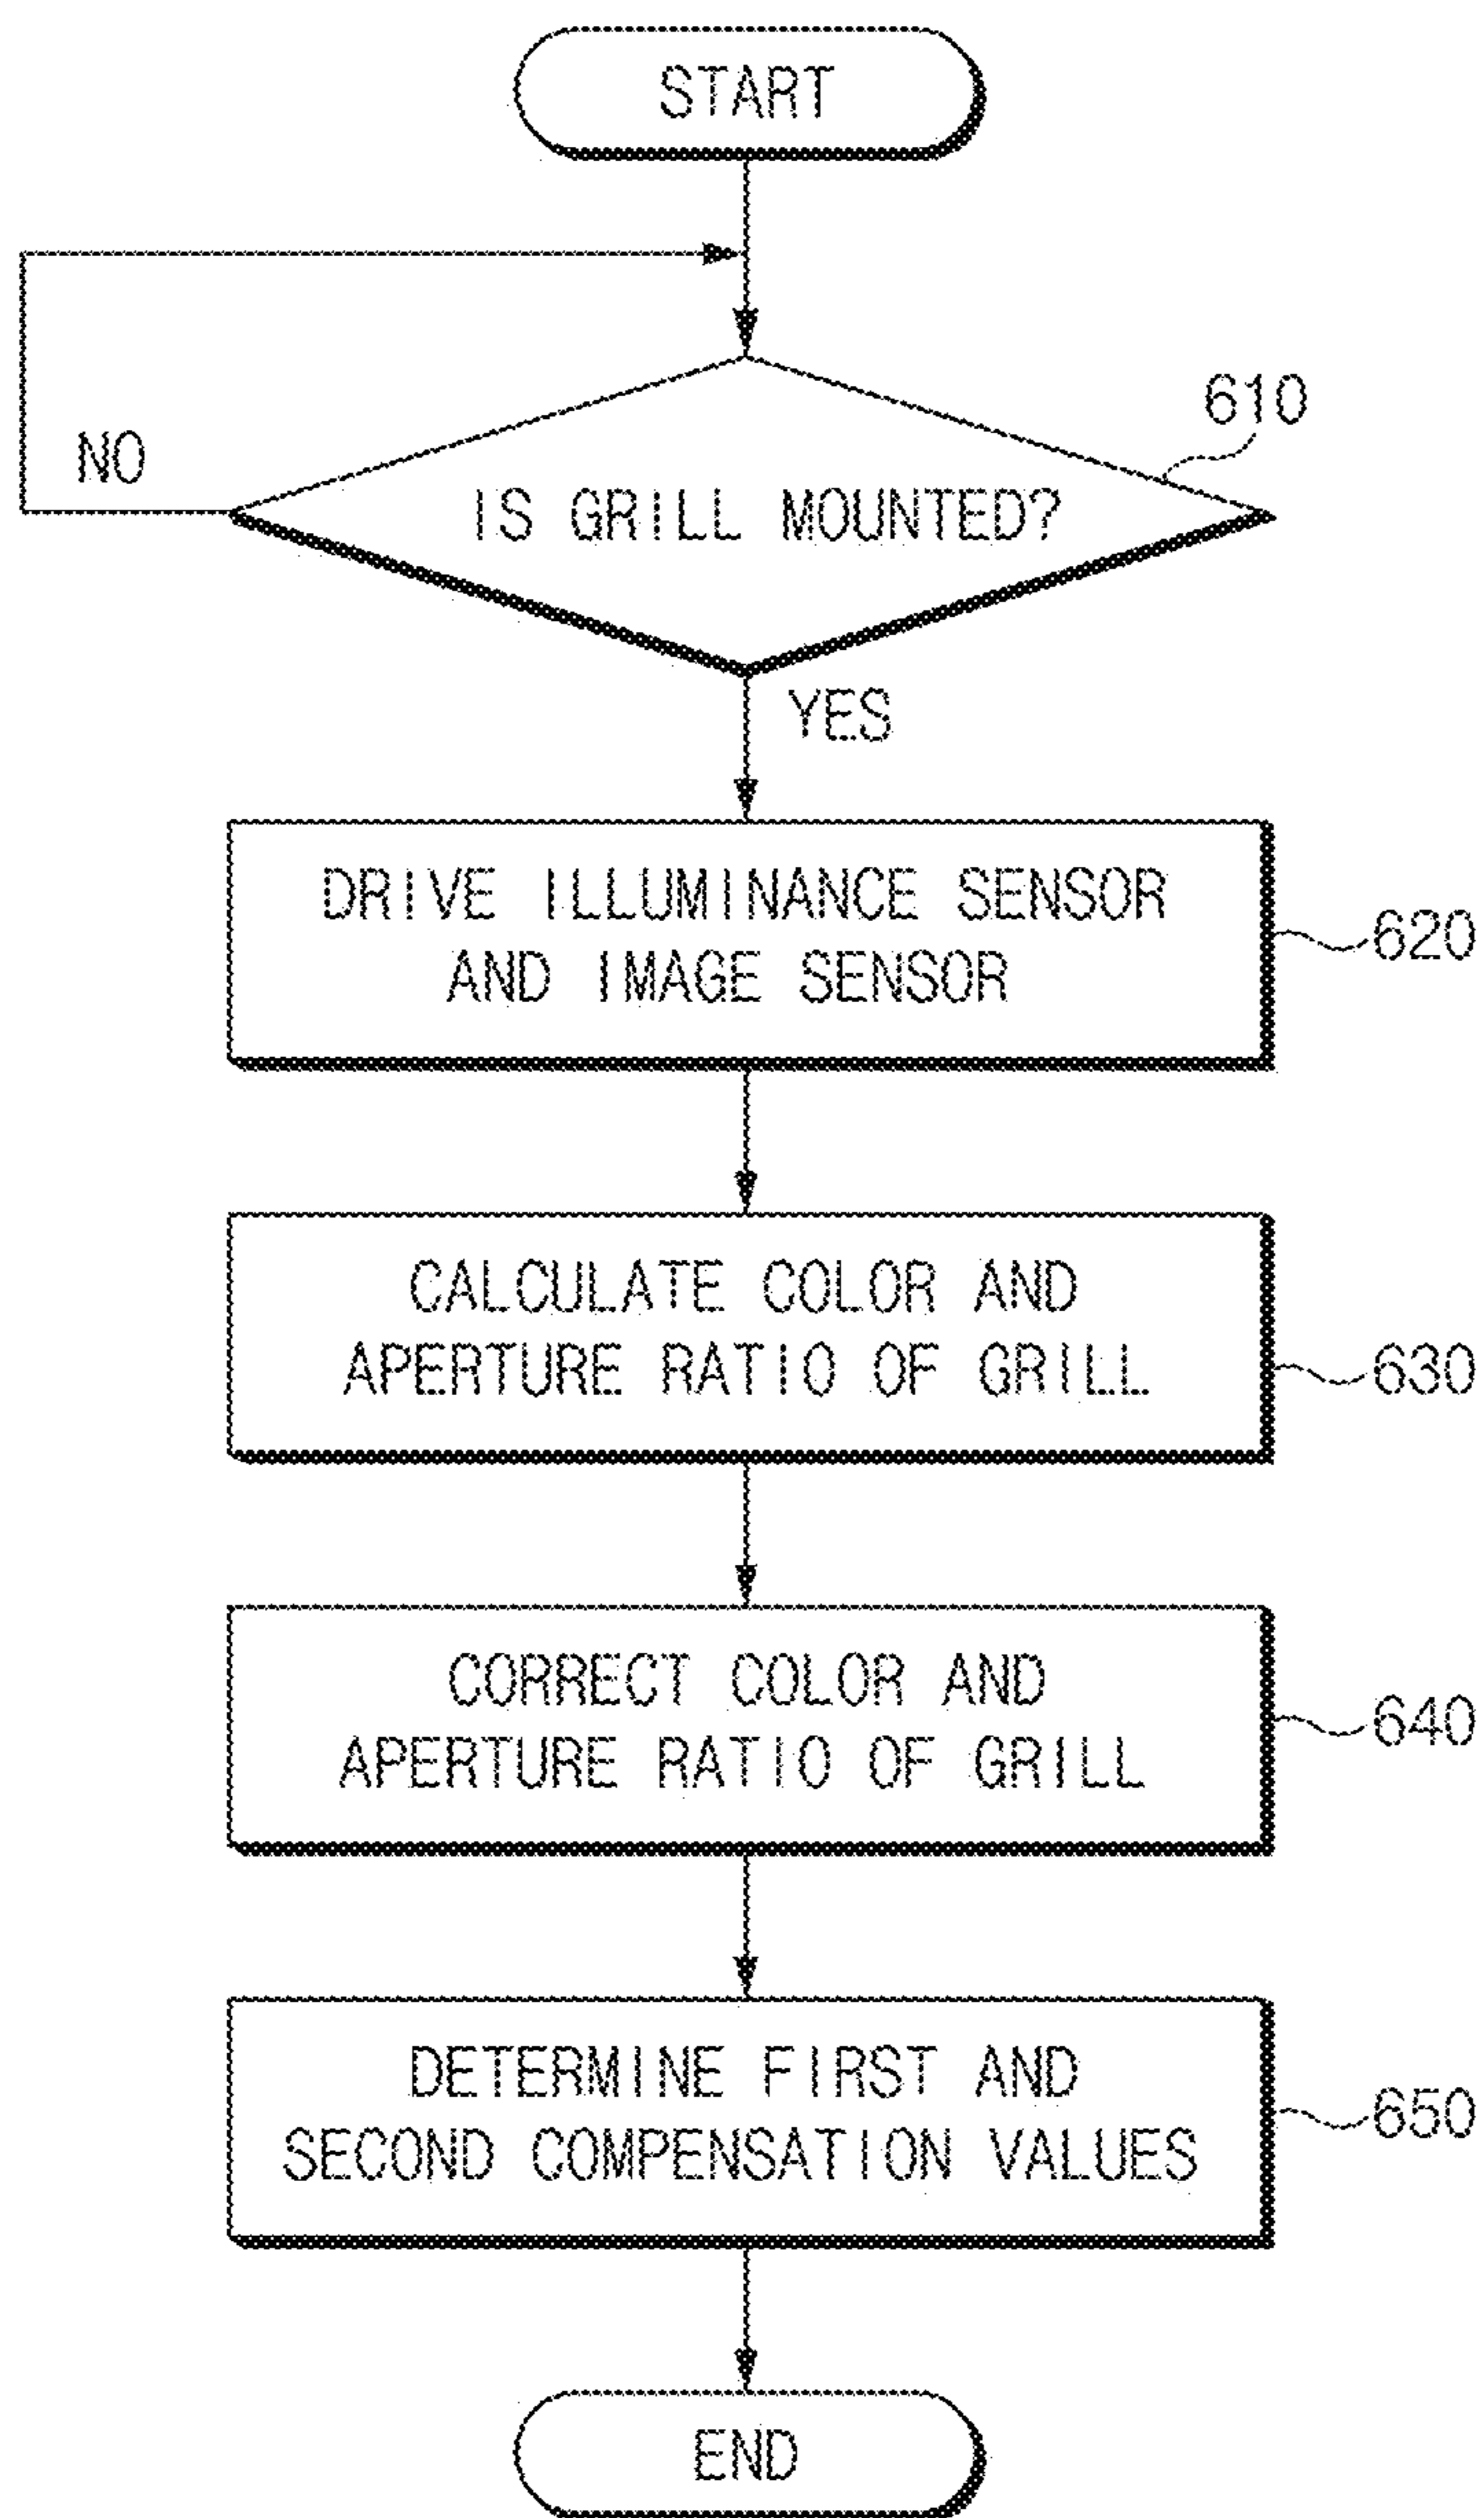 START
610
NO
IS GRILL MOUNTED?
YES
DRIVE ILLUMINANCE SENSOR
AND IMAGE SENSOR
620
CALCULATE COLOR AND
APERTURE RATIO OF GRILL
630
CORRECT COLOR AND
APERTURE RATIO OF GRILL
640
DETERMINE FIRST AND
SECOND COMPENSATION VALUES
650
END